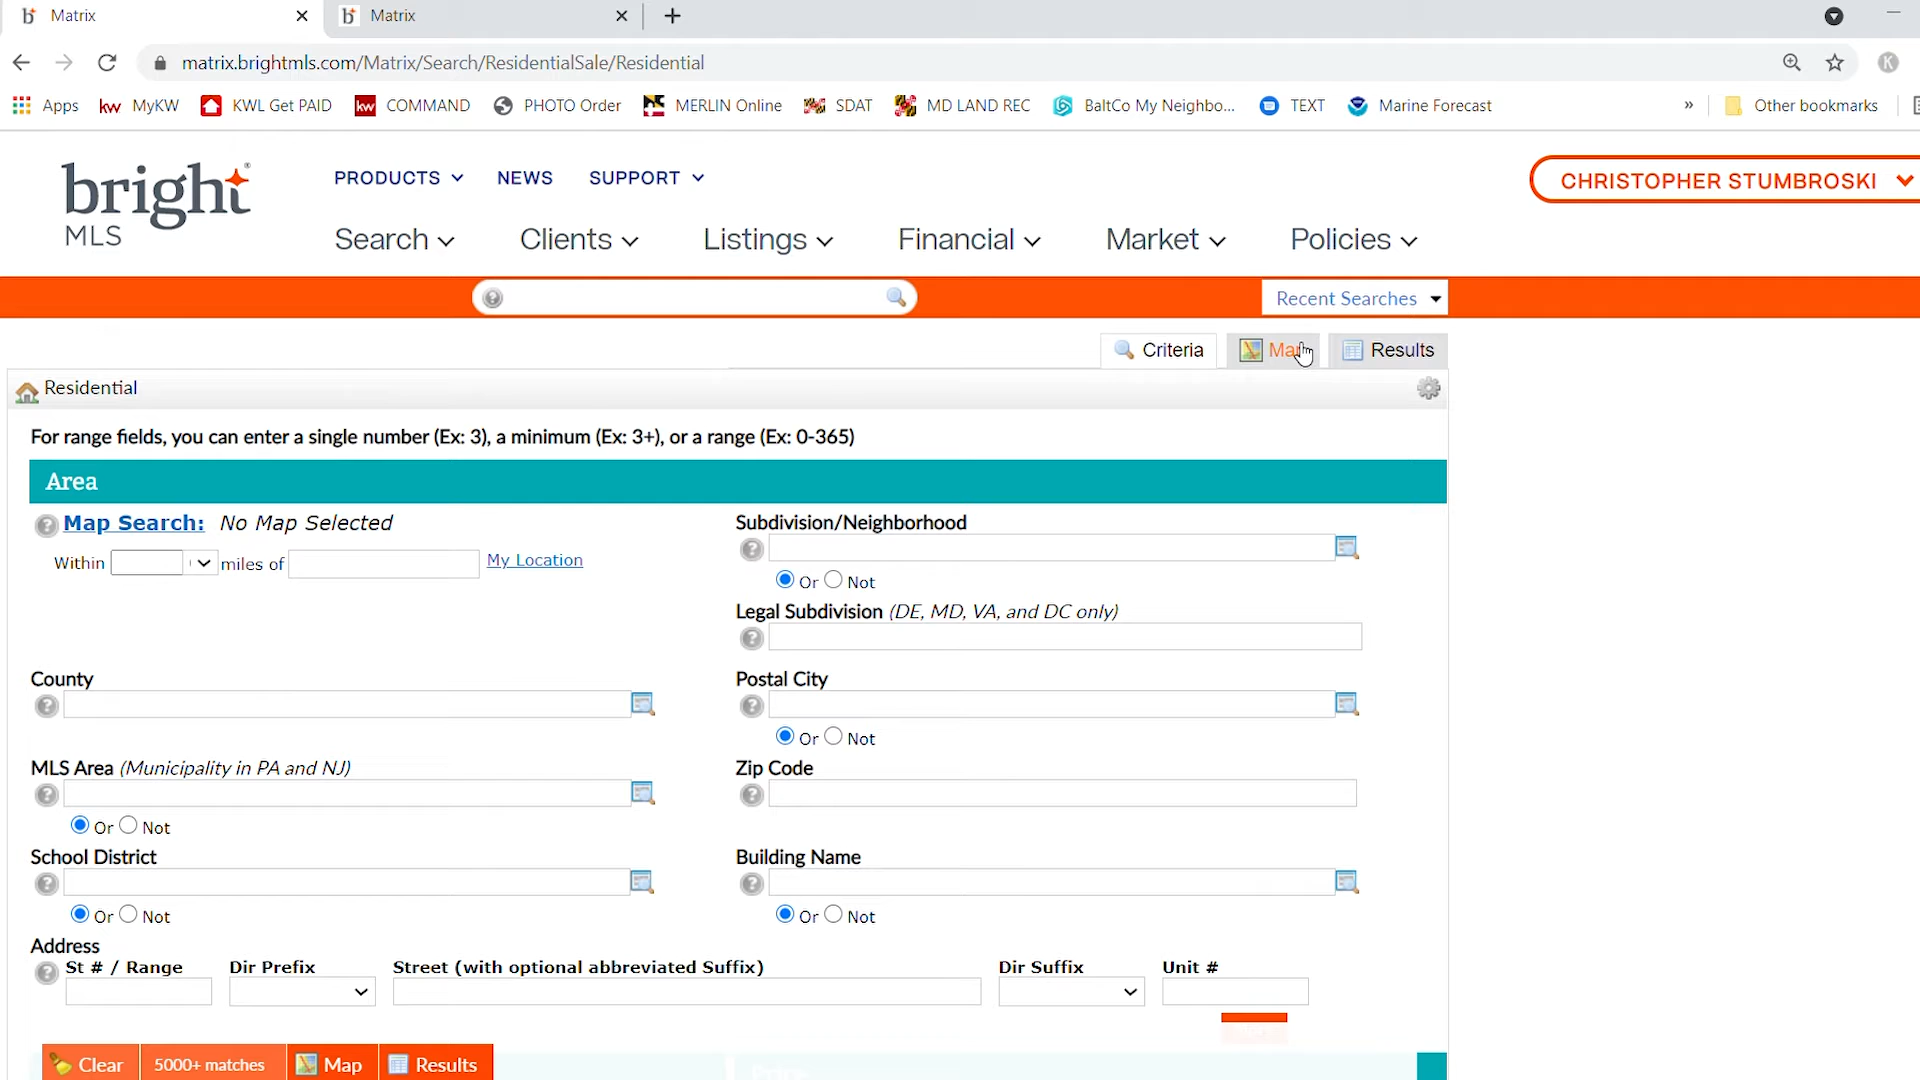 Matrix
Matrix
matrix.brightmls.com/Matrix/Search/ResidentialSale/Residential
K
Apps MyKW KWL Get PAID COMMAND PHOTO Order MERLIN Online SDAT MD LAND REC BaltCo My Neighbo... TEXT Marine Forecast » Other bookmarks
bright MLS
PRODUCTS NEWS SUPPORT
CHRISTOPHER STUMBROSKI
Search Clients Listings Financial Market Policies
Recent Searches
Criteria Results
Residential
For range fields, you can enter a single number (Ex: 3), a minimum (Ex: 3+), or a range (Ex: 0-365)
Area
Map Search: No Map Selected
Within miles of My Location
Subdivision/Neighborhood
Or Not
Legal Subdivision (DE, MD, VA, and DC only)
County
Postal City
Or Not
MLS Area (Municipality in PA and NJ)
Or Not
Zip Code
School District
Or Not
Building Name
Or Not
Address
St # / Range Dir Prefix Street (with optional abbreviated Suffix) Dir Suffix Unit #
Clear 5000+ matches Map Results